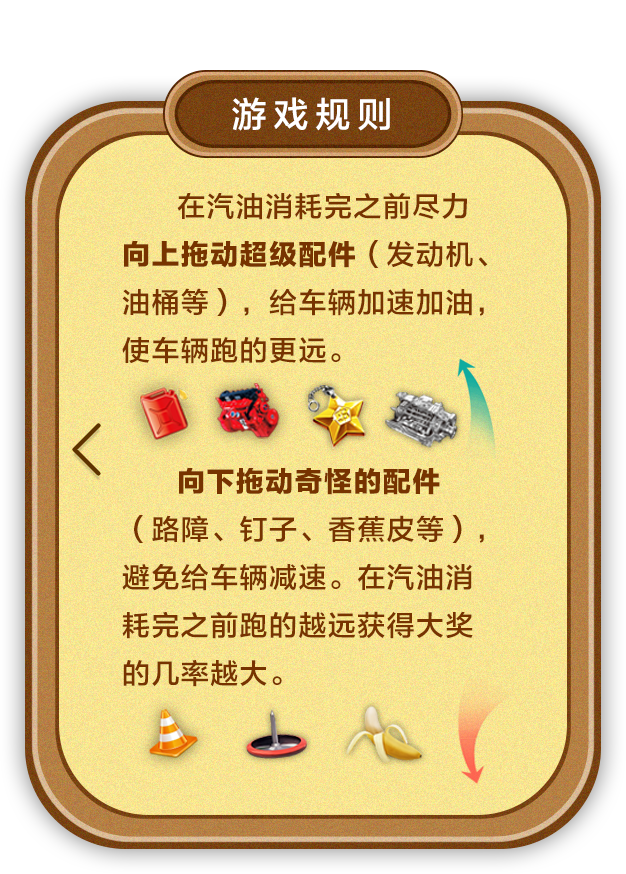 游戏规则
在汽油消耗完之前尽力
向上拖动超级配件（发动机、
油桶等），给车辆加速加油，
使车辆跑的更远。
向下拖动奇怪的配件
（路障、钉子、香蕉皮等），
避免给车辆减速。在汽油消
耗完之前跑的越远获得大奖
的几率越大。